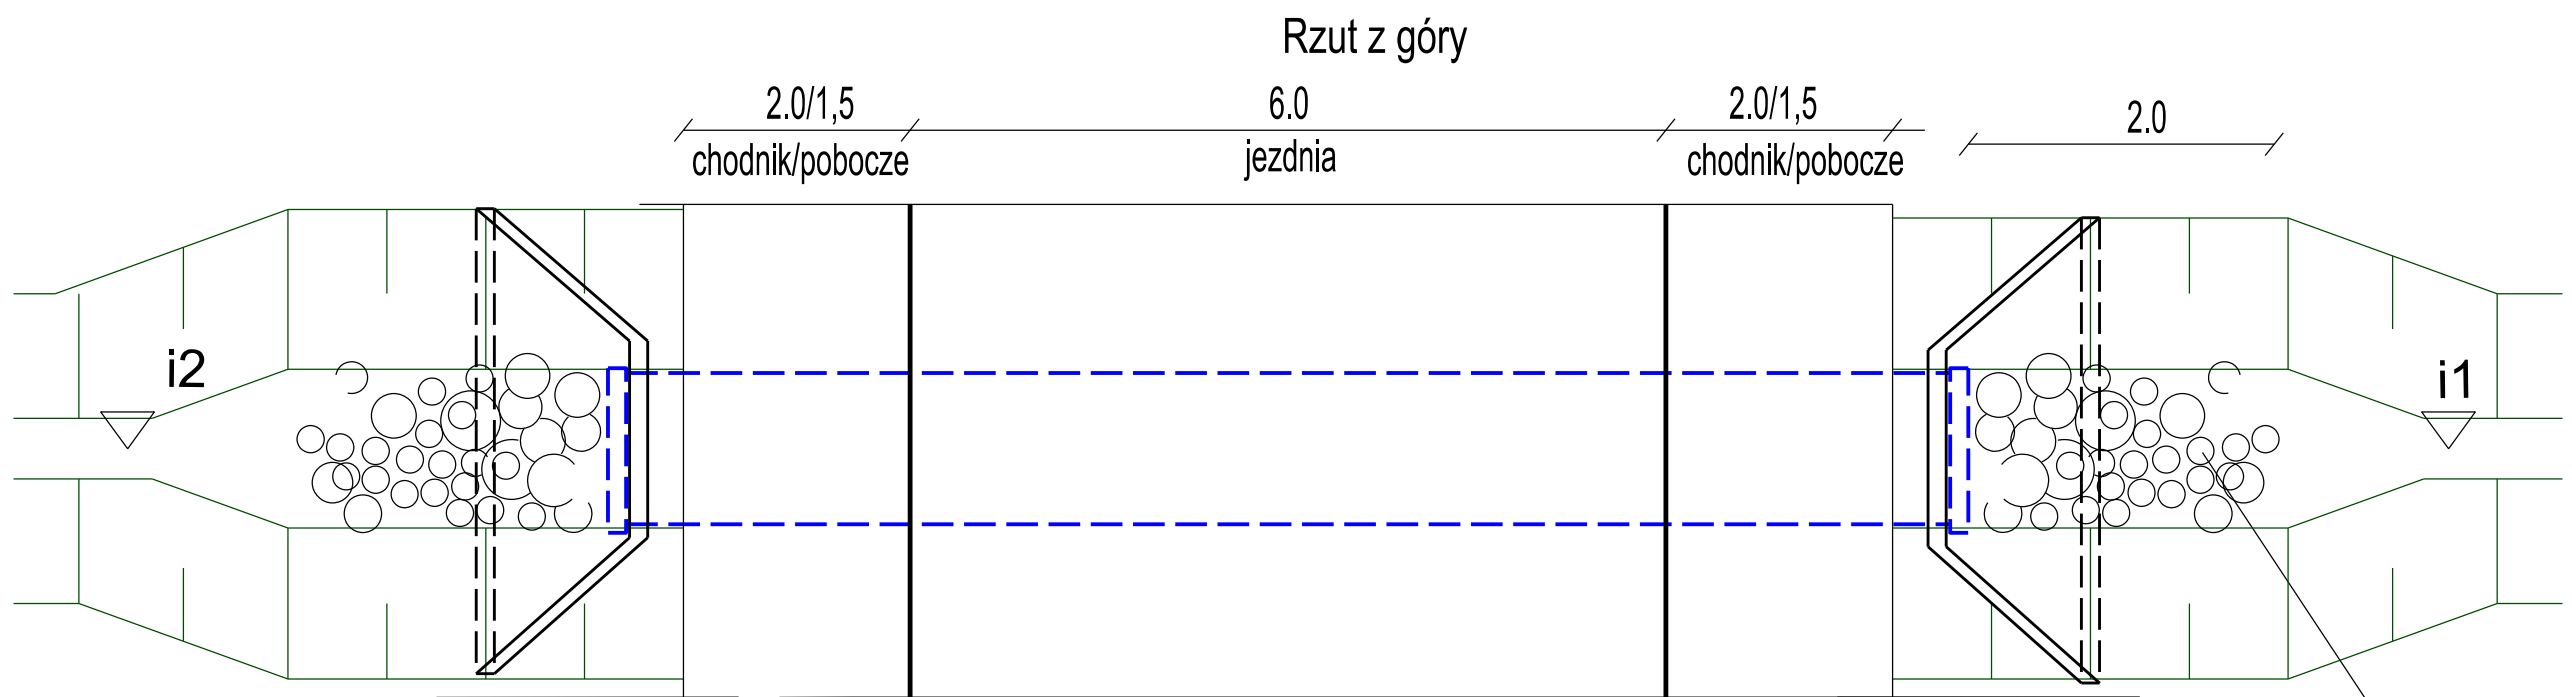 Rzut z góry
2.0/1,5 6.0 2.0/1,5 2.0
chodnik/pobocze jezdnia chodnik/pobocze
i2 i1